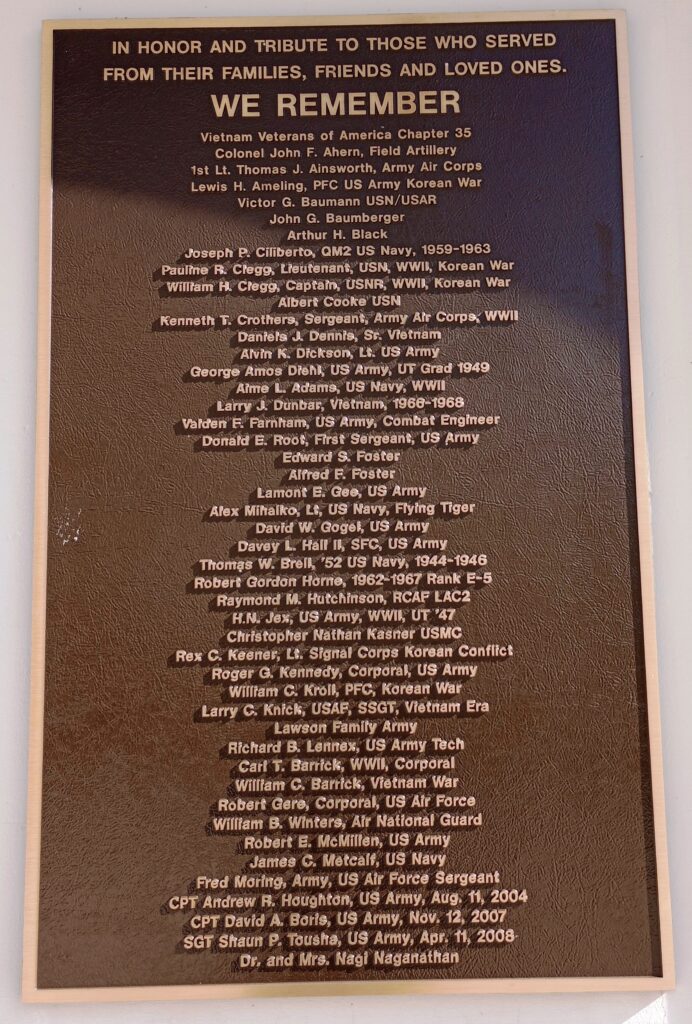 IN HONOR AND TRIBUTE TO THOSE WHO SERVED
FROM THEIR FAMILIES, FRIENDS AND LOVED ONES.
WE REMEMBER
Vietnam Veterans of America Chapter 35
Colonel John F. Ahern, Field Artillery
1st Lt. Thomas J. Ainsworth, Army Air Corps
Lewis H. Ameling, PFC US Army Korean War
Victor G. Baumann USN/USAR
John G. Baumberger
Arthur H. Black
Joseph P. Ciliberto, QM2 US Navy, 1959-1963
Pauline R. Clegg, Lieutenant, USN, WWII, Korean War
William H. Clegg, Captain, USNR, WWII, Korean War
Albert Cooke USN
Kenneth T. Crothers, Sergeant, Army Air Corps, WWII
Daniels J. Dennis, Sr. Vietnam
Alvin K. Dickson, Lt. US Army
George Amos Diehl, US Army, UT Grad 1949
Aime L. Adams, US Navy, WWII
Larry J. Dunbar, Vietnam, 1966-1968
Valden F. Farnham, US Army, Combat Engineer
Donald E. Root, First Sergeant, US Army
Edward S. Foster
Alfred F. Foster
Lamont E. Gee, US Army
Alex Mihalko, Lt, US Navy, Flying Tiger
David W. Gogel, US Army
Davey L. Hall II, SFC, US Army
Thomas W. Breil, '52 US Navy, 1944-1946
Robert Gordon Horne, 1962-1967 Rank E-5
Raymond M. Hutchinson, RCAF LAC2
H.N. Jex, US Army, WWII, UT '47
Christopher Nathan Kasner USMC
Rex C. Keener, Lt. Signal Corps Korean Conflict
Roger G. Kennedy, Corporal, US Army
William C. Kroll, PFC, Korean War
Larry C. Knick, USAF, SSGT, Vietnam Era
Lawson Family Army
Richard B. Lennex, US Army Tech
Carl T. Barrick, WWII, Corporal
William C. Barrick, Vietnam War
Robert Gere, Corporal, US Air Force
William B. Winters, Air National Guard
Robert E. McMillen, US Army
James C. Metcalf, US Navy
Fred Moring, Army, US Air Force Sergeant
CPT Andrew R. Houghton, US Army, Aug. 11, 2004
CPT David A. Boris, US Army, Nov. 12, 2007
SGT Shaun P. Tousha, US Army, Apr. 11, 2008
Dr. and Mrs. Nagi Naganathan